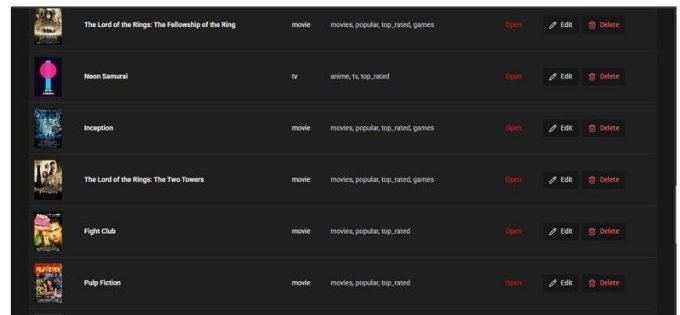 The Lord of the Rings: The Fellowship of the Ring movie movies, popular, top_rated, games Open Edit Delete
Neon Samurai tv anime, tv, top_rated Open Edit Delete
Inception movie movies, popular, top_rated, games Open Edit Delete
The Lord of the Rings: The Two Towers movie movies, popular, top_rated, games Open Edit Delete
Fight Club movie movies, popular, top_rated Open Edit Delete
PULP FICTION
Pulp Fiction movie movies, popular, top_rated Open Edit Delete